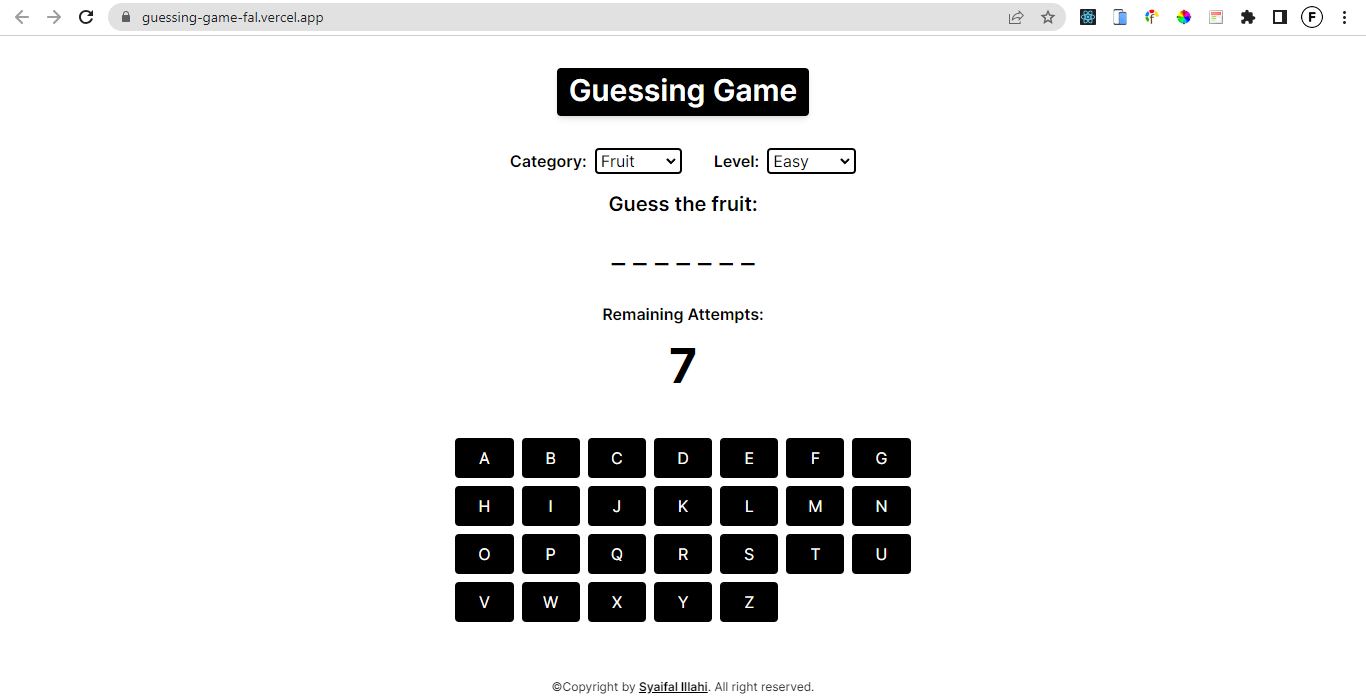 guessing-game-fal.vercel.app
F
Guessing Game
Category: Fruit Level: Easy
Guess the fruit:
_ _ _ _ _ _ _
Remaining Attempts:
7
A B C D E F G
H I J K L M N
O P Q R S T U
V W X Y Z
©Copyright by Syaifal Illahi. All right reserved.